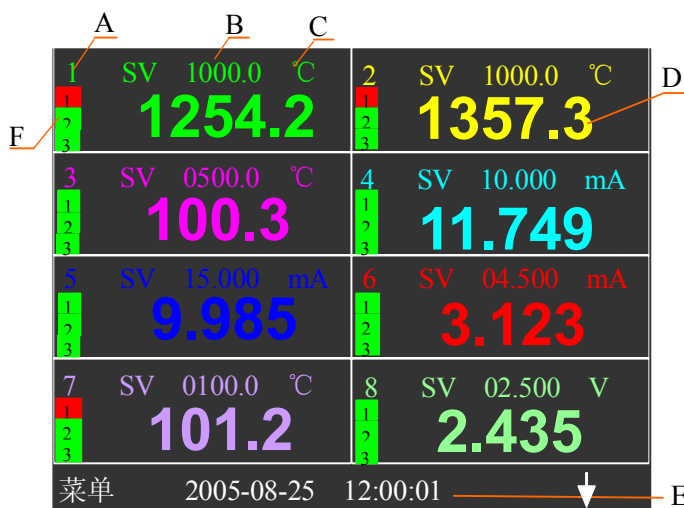 A B C
1 SV 1000.0 ℃
1
2
3
1254.2
2 SV 1000.0 ℃
1
2
3
1357.3
D
F
3 SV 0500.0 ℃
1
2
3
100.3
4 SV 10.000 mA
1
2
3
11.749
5 SV 15.000 mA
1
2
3
9.985
6 SV 04.500 mA
1
2
3
3.123
7 SV 0100.0 ℃
1
2
3
101.2
8 SV 02.500 V
1
2
3
2.435
菜单 2005-08-25 12:00:01
E